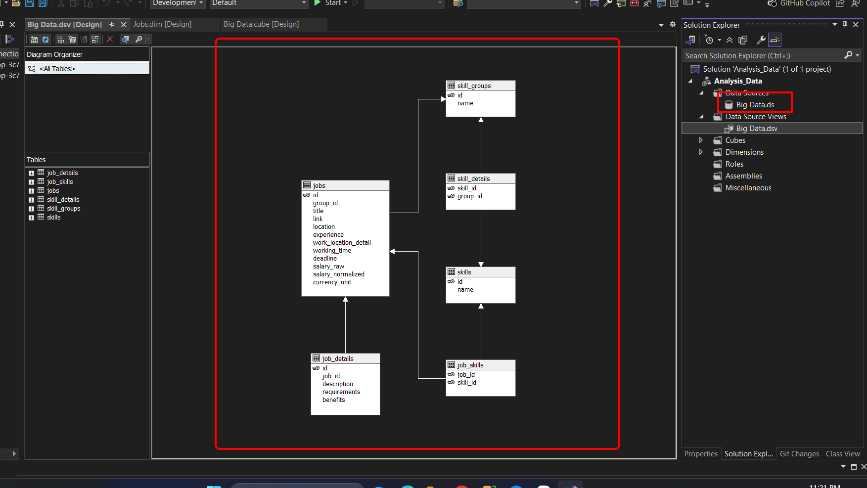 Development
Default
Start
GitHub Copilot
Big Data.dsv [Design]
Jobs.dim [Design]
Big Data.cube [Design]
Diagram Organizer
<All Tables>
Tables
job_details
job_skills
jobs
skill_details
skill_groups
skills
skill_groups
id
name
skill_details
skill_id
group_id
jobs
id
group_id
title
link
location
experience
work_location_detail
working_time
deadline
salary_raw
salary_normalized
currency_unit
skills
id
name
job_details
id
job_id
description
requirements
benefits
job_skills
job_id
skill_id
Solution Explorer
Search Solution Explorer (Ctrl+;)
Solution 'Analysis_Data' (1 of 1 project)
Analysis_Data
Data Sources
Big Data.ds
Data Source Views
Big Data.dsv
Cubes
Dimensions
Roles
Assemblies
Miscellaneous
Properties
Solution Expl...
Git Changes
Class View